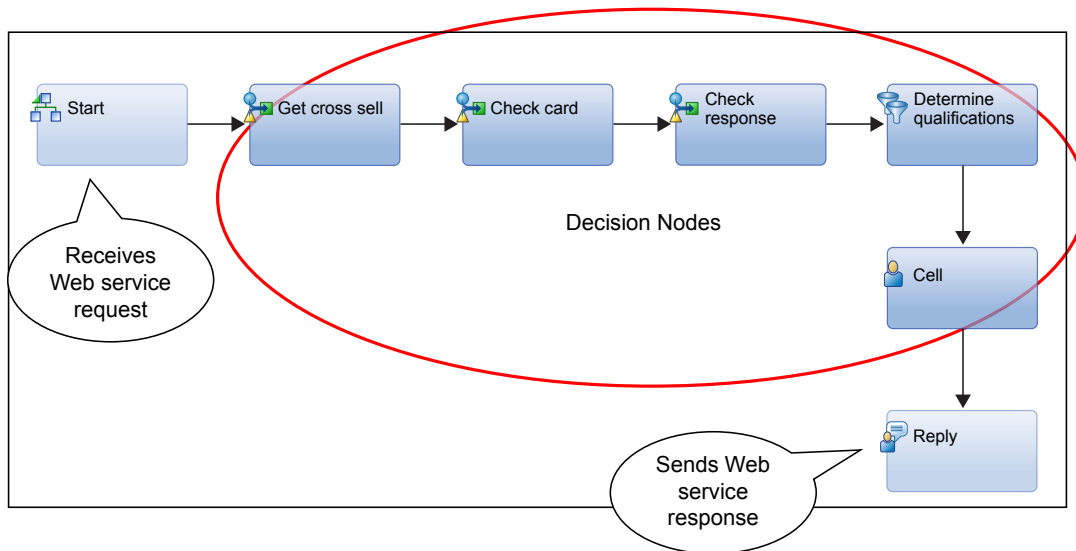 Start
Get cross sell
Check card
Check
response
Determine
qualifications
Decision Nodes
Receives
Web service
request
Cell
Reply
Sends Web
service
response